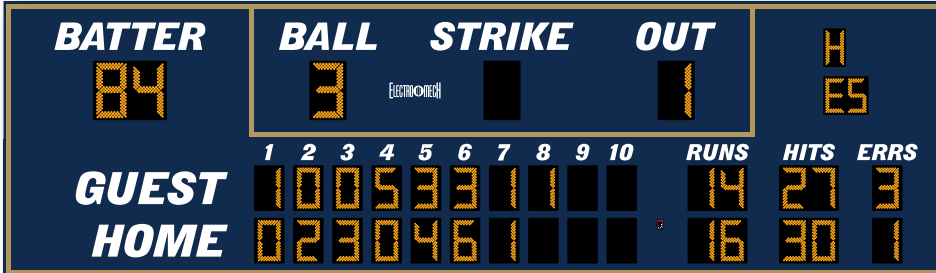 BATTER BALL STRIKE OUT H
84 3 ELECTRO-MECH 1 E5
1 2 3 4 5 6 7 8 9 10 RUNS HITS ERRS
GUEST 1 0 0 5 3 3 1 1 14 27 3
HOME 0 2 3 0 4 6 1 16 30 1